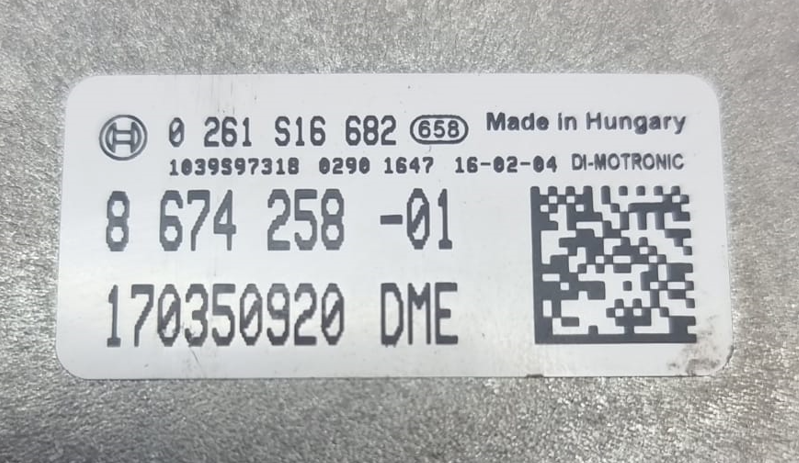 0 261 S16 682 658 Made in Hungary
1039S97318 0290 1647 16-02-04 DI-MOTRONIC
8 674 258 -01
170350920 DME